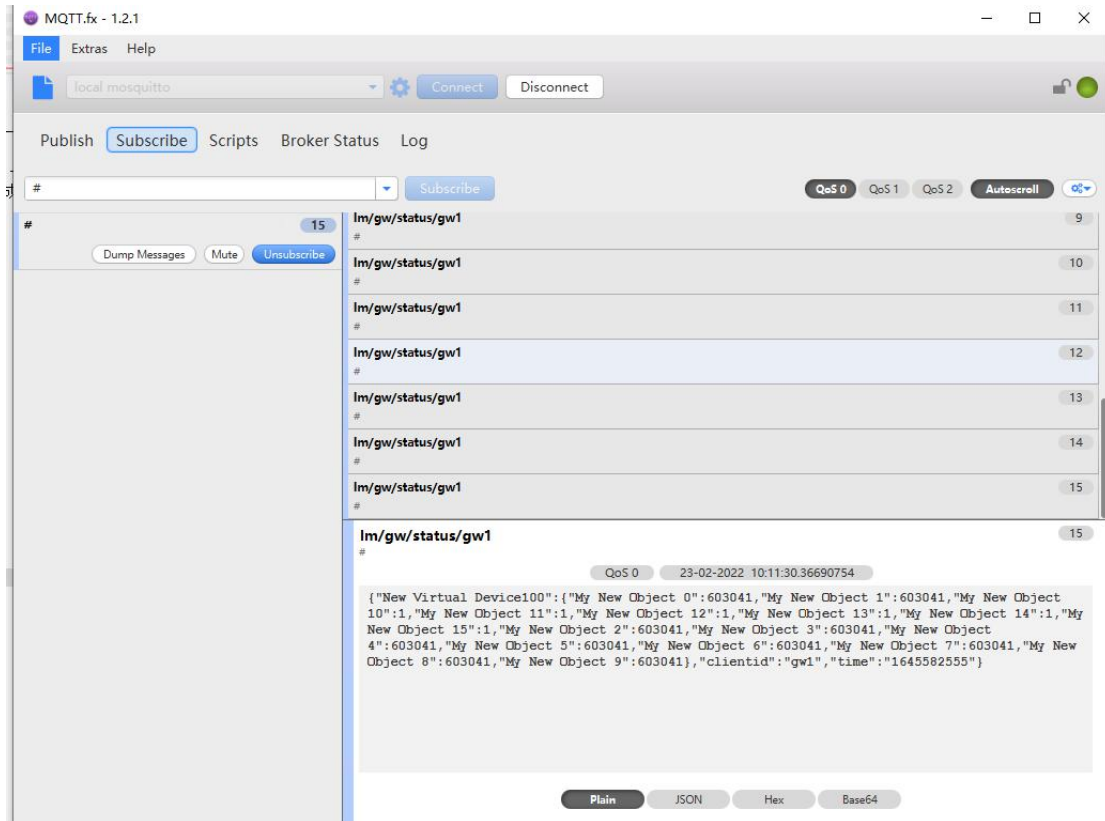 MQTT.fx - 1.2.1
File Extras Help
local mosquitto Connect Disconnect
Publish Subscribe Scripts Broker Status Log
# Subscribe QoS 0 QoS 1 QoS 2 Autoscroll
# 15
Dump Messages Mute Unsubscribe
lm/gw/status/gw1 9
#
lm/gw/status/gw1 10
#
lm/gw/status/gw1 11
#
lm/gw/status/gw1 12
#
lm/gw/status/gw1 13
#
lm/gw/status/gw1 14
#
lm/gw/status/gw1 15
#
lm/gw/status/gw1 15
#
QoS 0 23-02-2022 10:11:30.36690754
{"New Virtual Device100":{"My New Object 0":603041,"My New Object 1":603041,"My New Object
10":1,"My New Object 11":1,"My New Object 12":1,"My New Object 13":1,"My New Object 14":1,"My
New Object 15":1,"My New Object 2":603041,"My New Object 3":603041,"My New Object
4":603041,"My New Object 5":603041,"My New Object 6":603041,"My New Object 7":603041,"My New
Object 8":603041,"My New Object 9":603041},"clientid":"gw1","time":"1645582555"}
Plain JSON Hex Base64